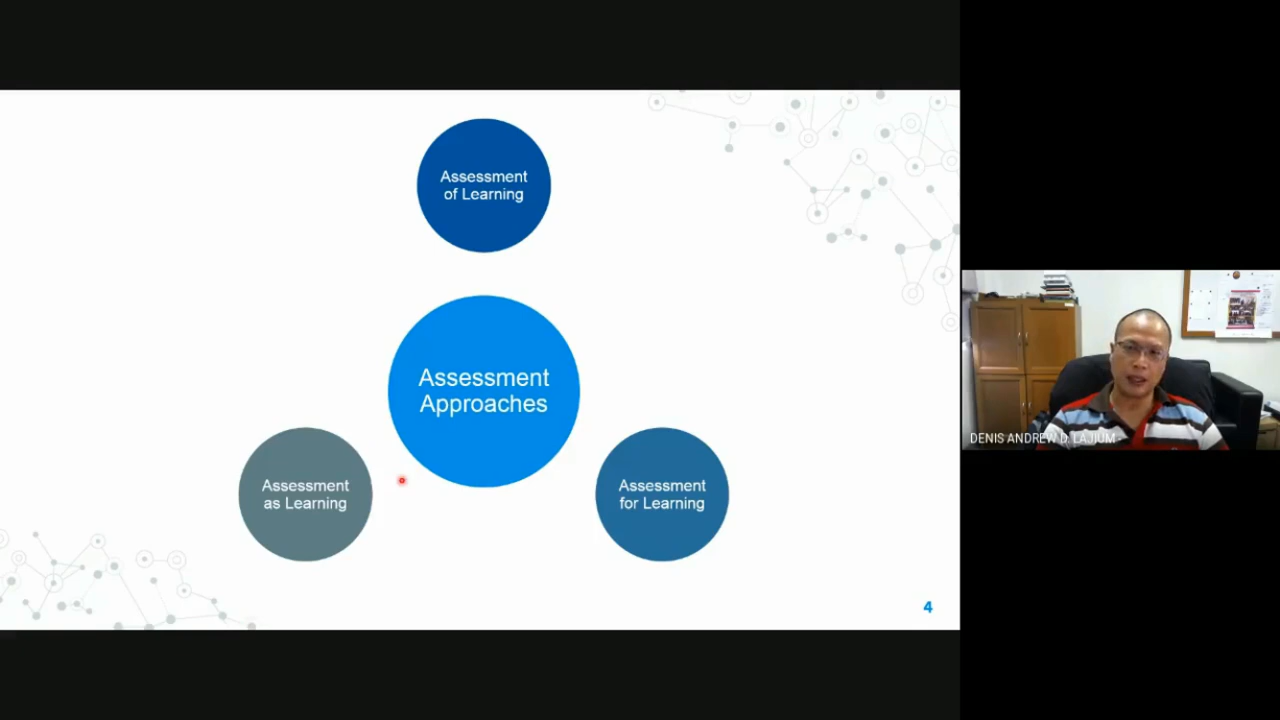 Assessment
of Learning
Assessment
Approaches
Assessment
as Learning
Assessment
for Learning
4
DENIS ANDREW D. LAJIUM -